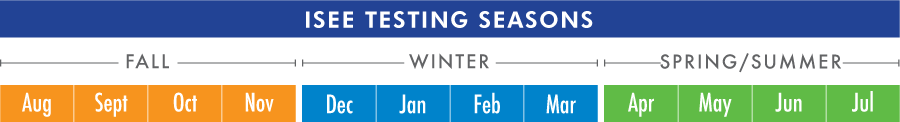 ISEE TESTING SEASONS
FALL WINTER SPRING/SUMMER
Aug Sept Oct Nov Dec Jan Feb Mar Apr May Jun Jul